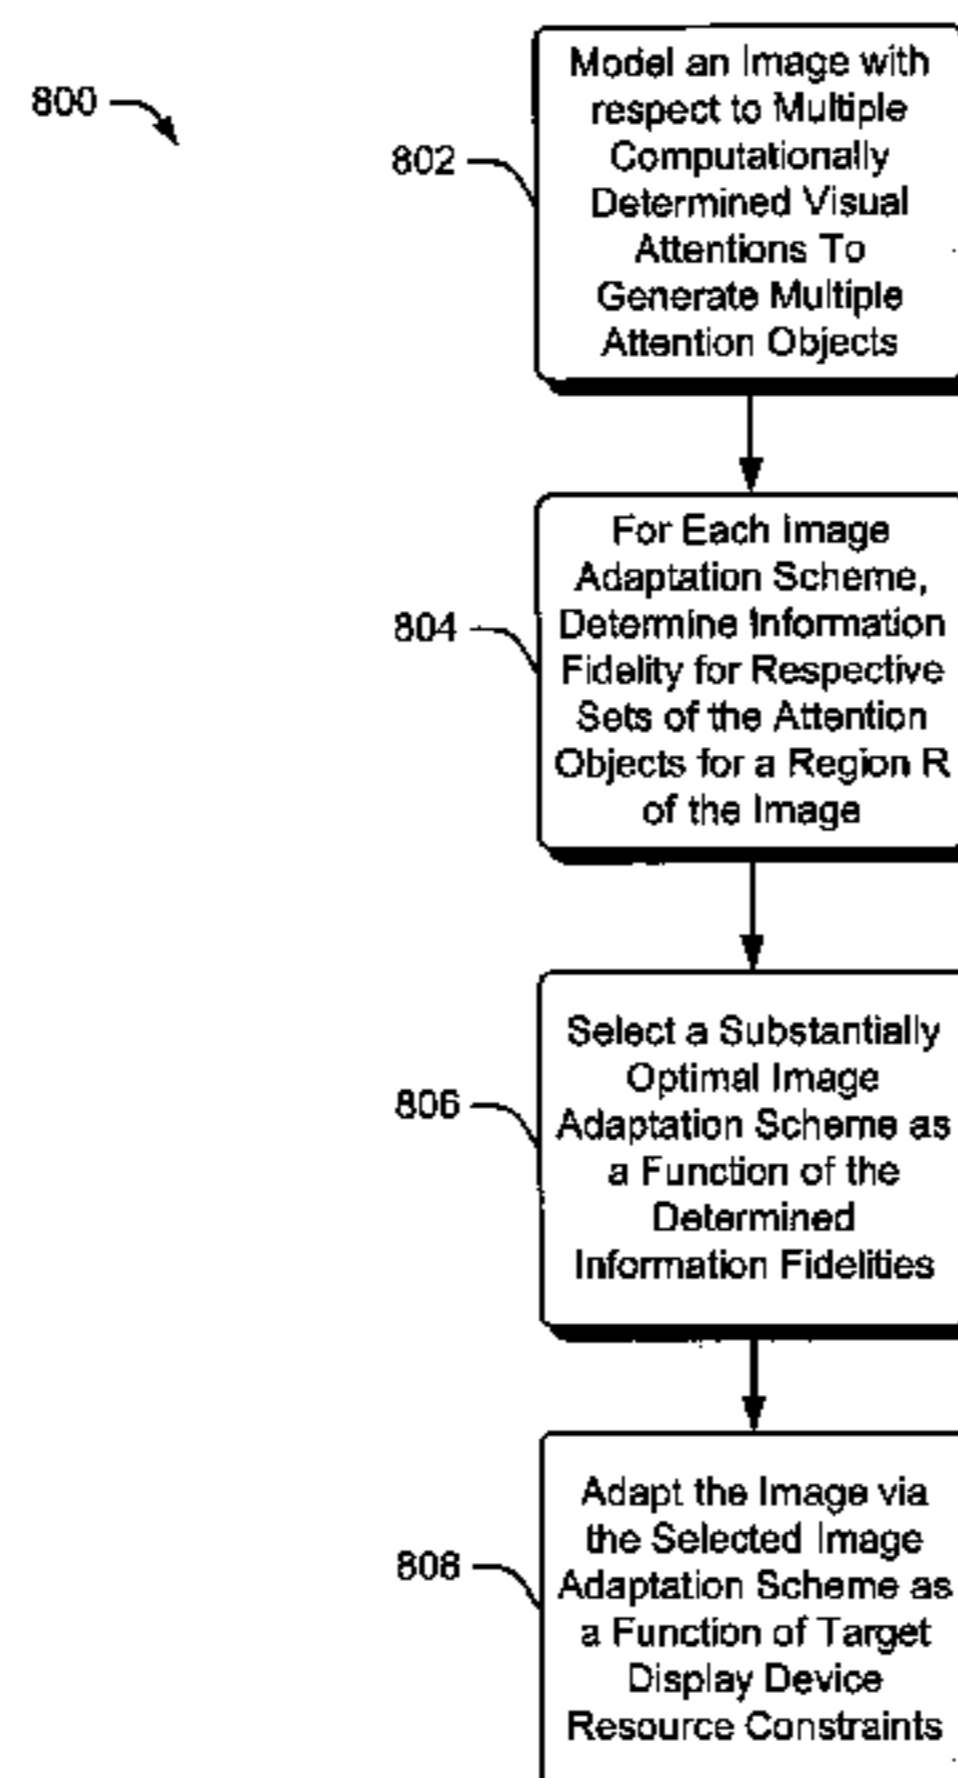 800
802
Model an Image with
respect to Multiple
Computationally
Determined Visual
Attentions To
Generate Multiple
Attention Objects
804
For Each Image
Adaptation Scheme,
Determine Information
Fidelity for Respective
Sets of the Attention
Objects for a Region R
of the Image
806
Select a Substantially
Optimal Image
Adaptation Scheme as
a Function of the
Determined
Information Fidelities
808
Adapt the Image via
the Selected Image
Adaptation Scheme as
a Function of Target
Display Device
Resource Constraints